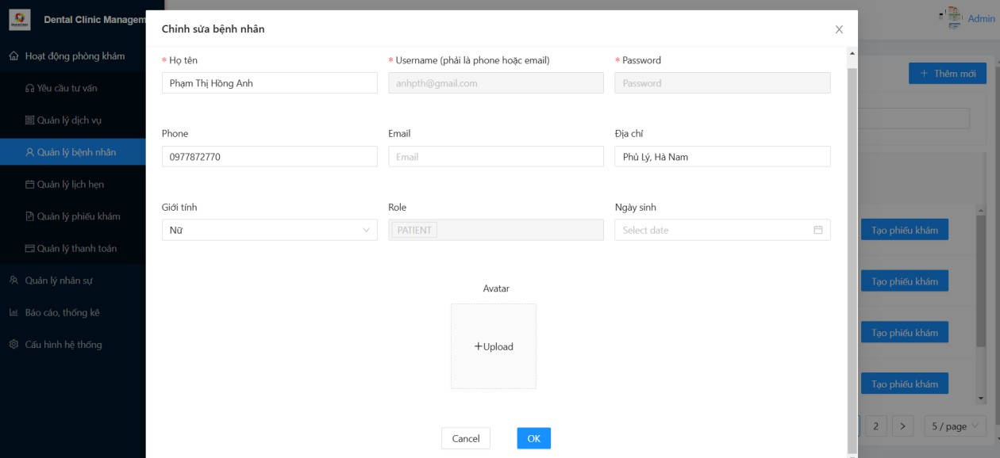 Dental Clinic Managem
Admin
Hoạt động phòng khám
Yêu cầu tư vấn
Quản lý dịch vụ
Quản lý bệnh nhân
Quản lý lịch hẹn
Quản lý phiếu khám
Quản lý thanh toán
Quản lý nhân sự
Báo cáo, thống kê
Cấu hình hệ thống
Chỉnh sửa bệnh nhân
* Họ tên
* Username (phải là phone hoặc email)
* Password
Phạm Thị Hồng Anh
anhpth@gmail.com
Password
Phone
Email
Địa chỉ
0977872770
Email
Phủ Lý, Hà Nam
Giới tính
Role
Ngày sinh
Nữ
PATIENT
Select date
Avatar
+Upload
Cancel
OK
+ Thêm mới
Tạo phiếu khám
Tạo phiếu khám
Tạo phiếu khám
Tạo phiếu khám
2
>
5 / page